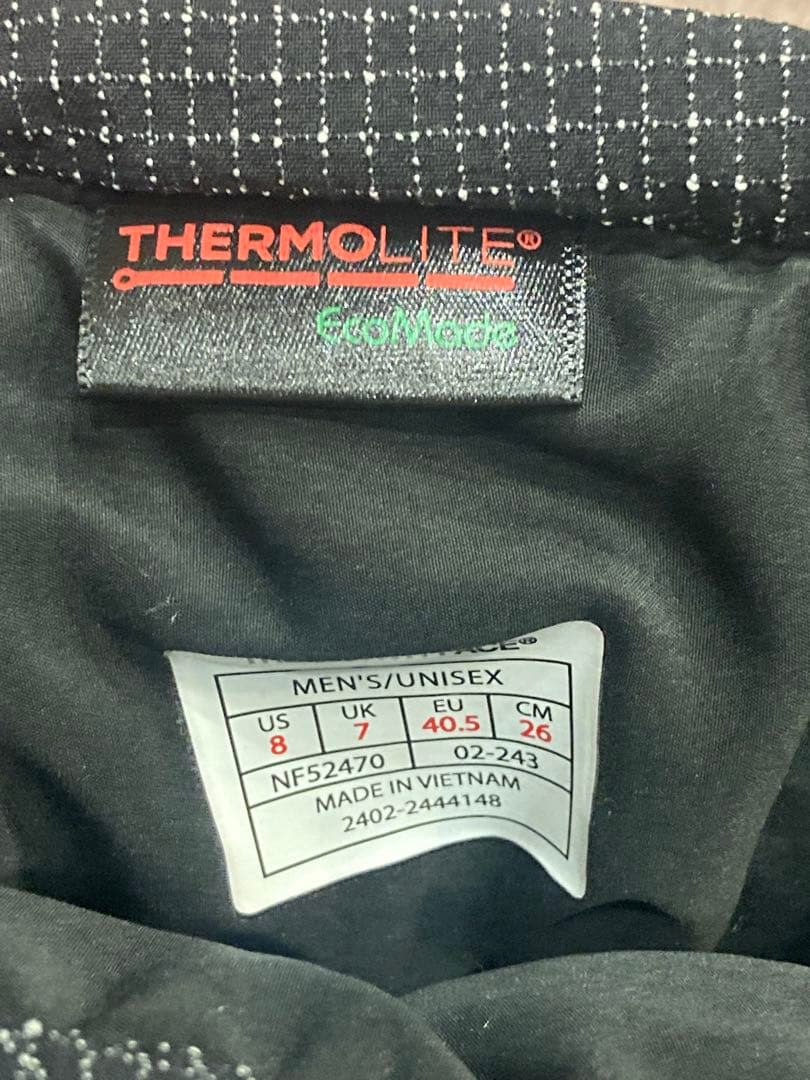 THERMOLITE®
EcoMade
FACE®
MEN'S/UNISEX
US UK EU CM
8 7 40.5 26
NF52470 02-243
MADE IN VIETNAM
2402-2444148